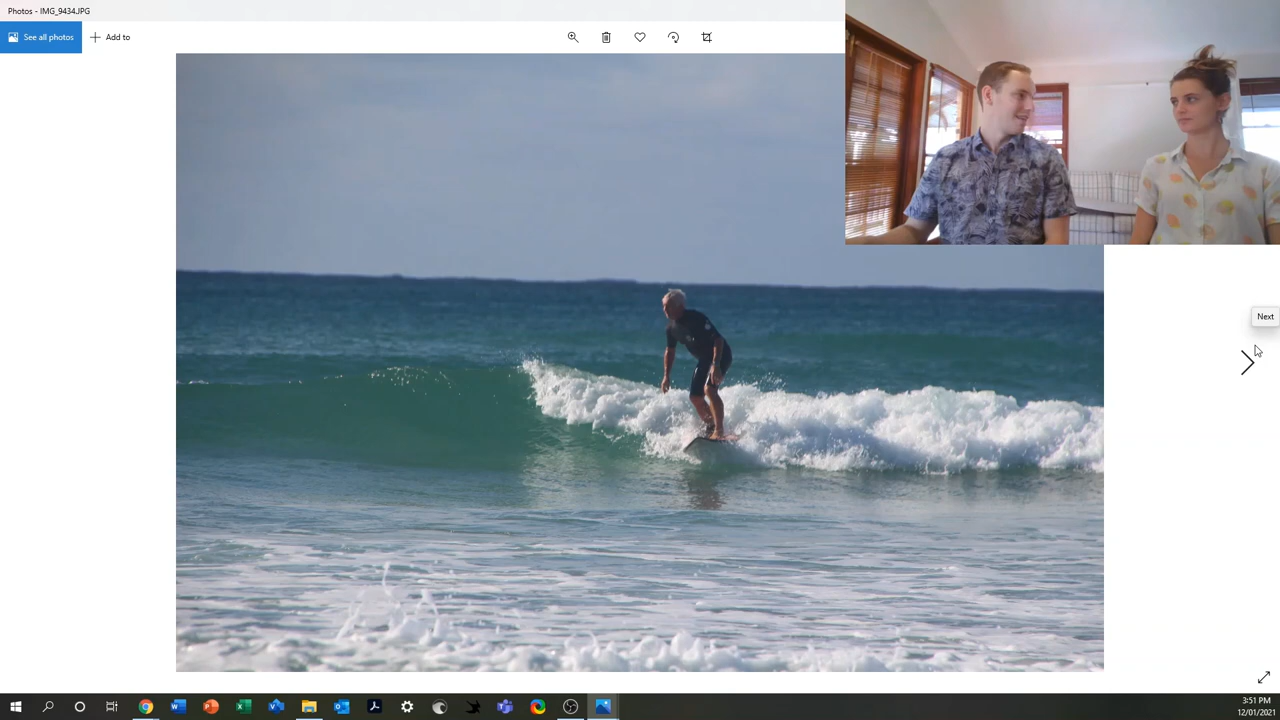 Photos - IMG_9434.JPG
See all photos
Add to
Next
3:51 PM
12/01/2021